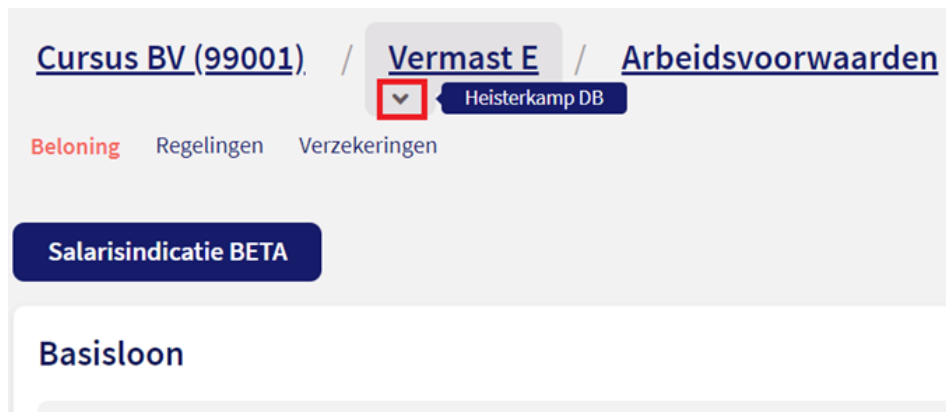 Cursus BV (99001) / Vermast E / Arbeidsvoorwaarden
Heisterkamp DB
Beloning Regelingen Verzekeringen
Salarisindicatie BETA
Basisloon